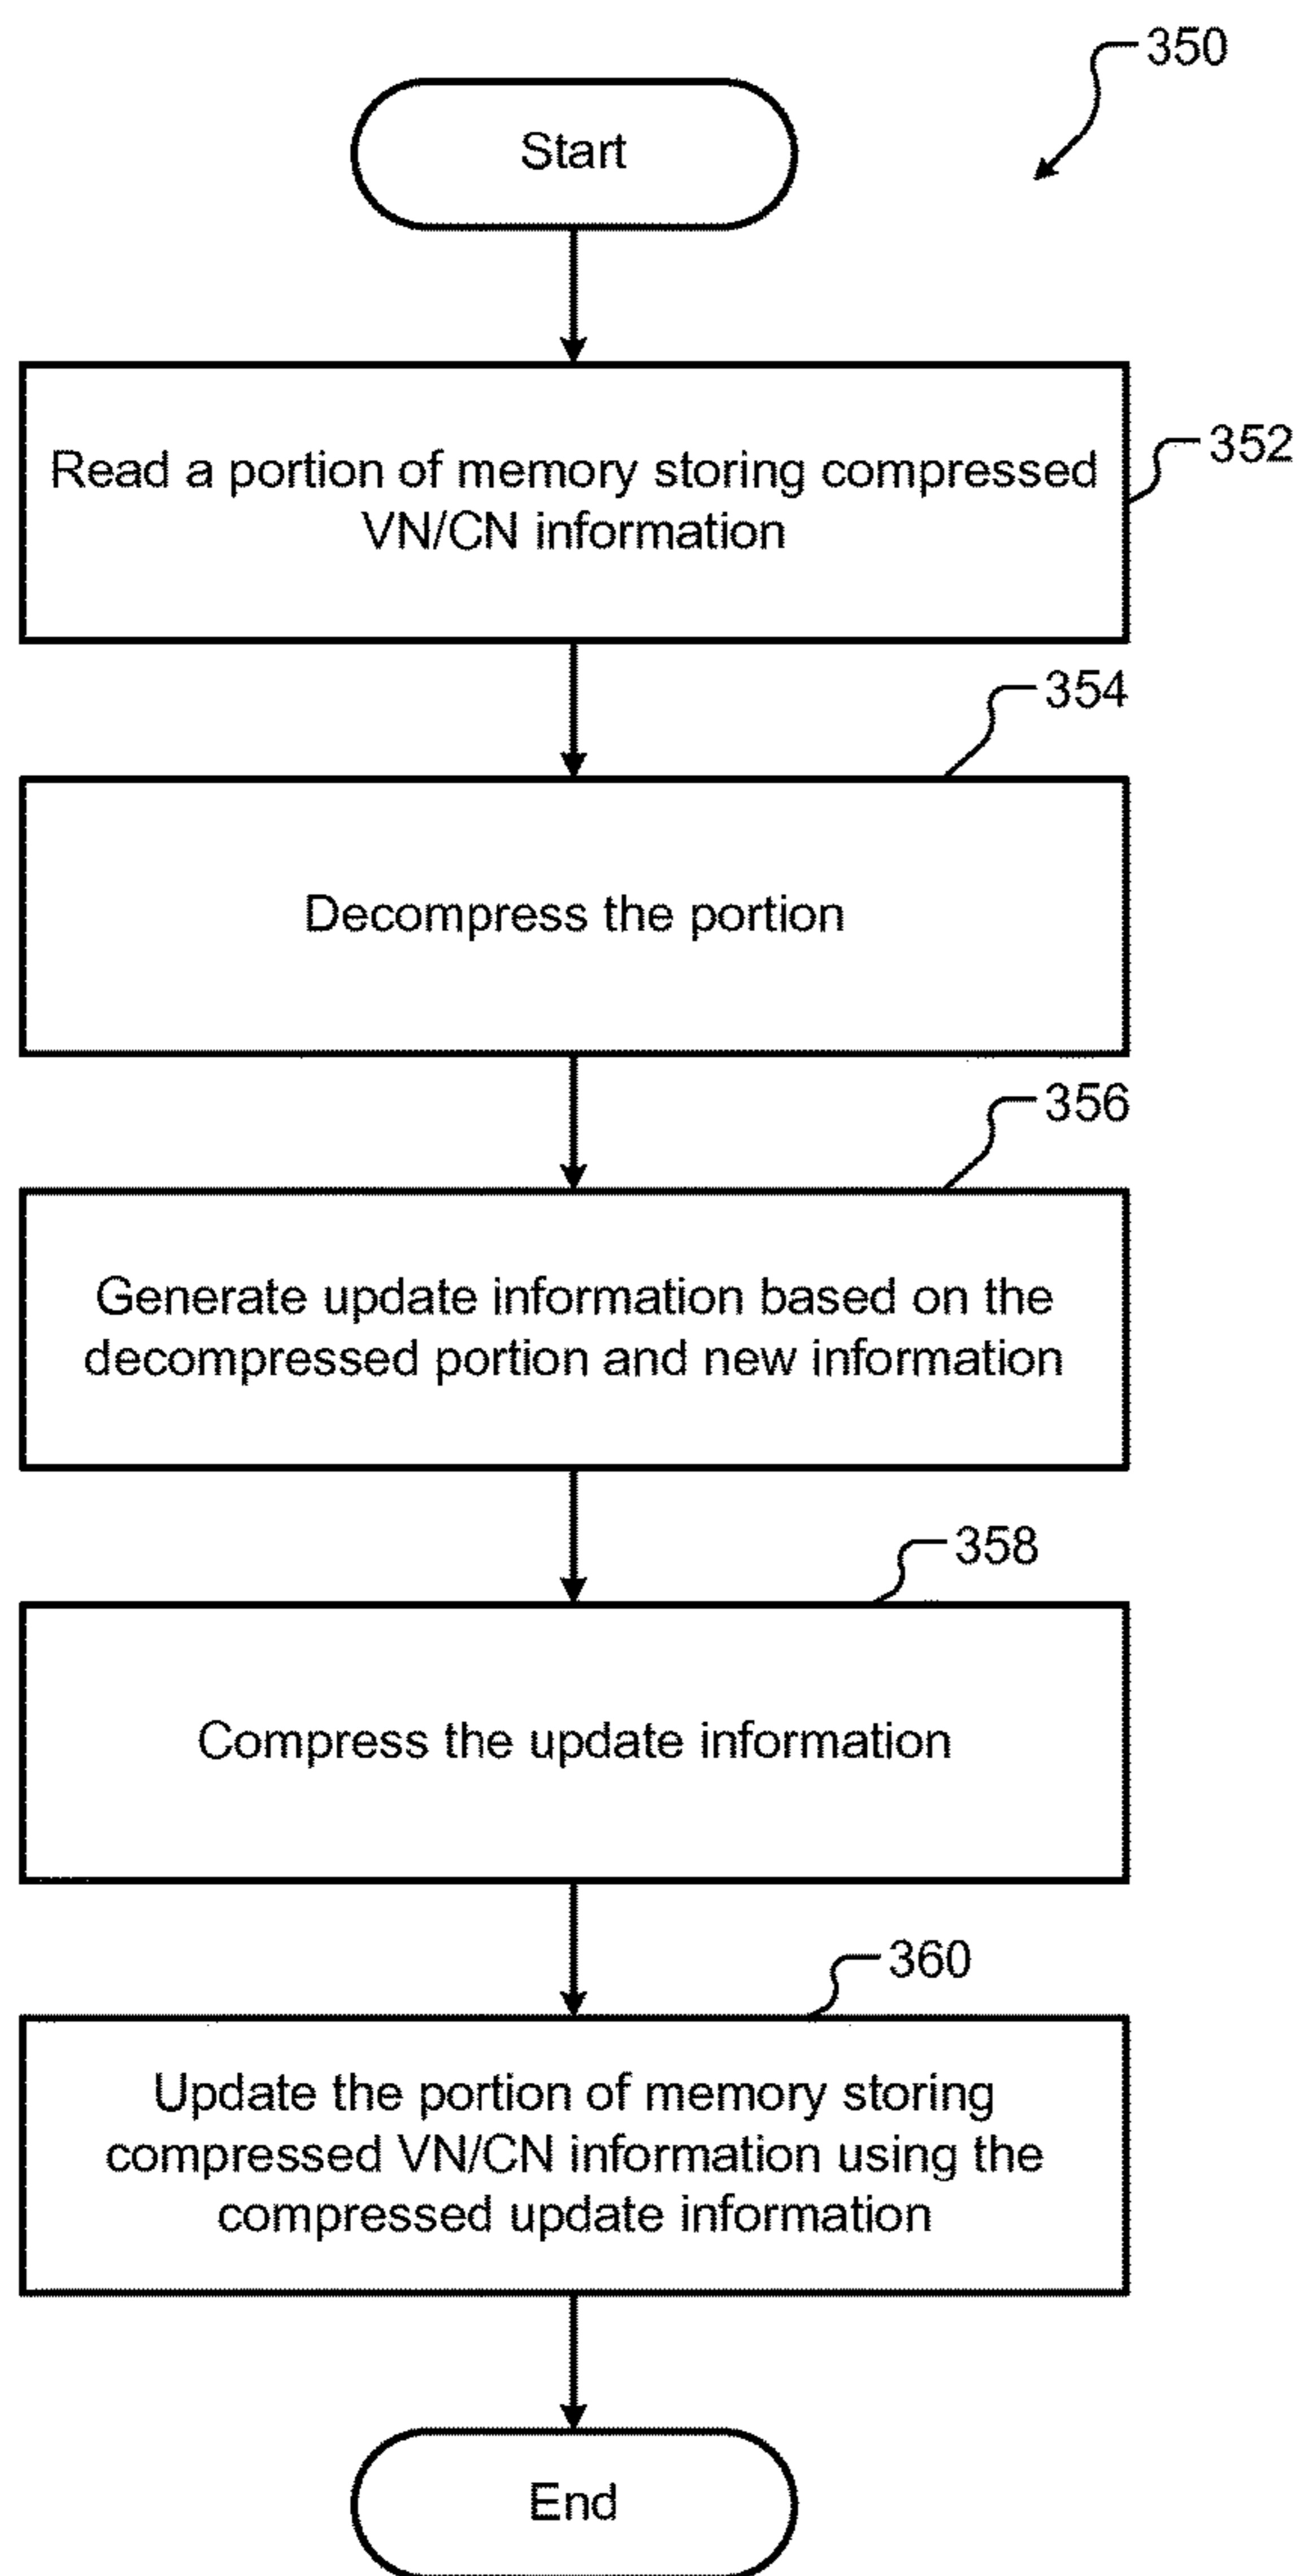 350
Start
Read a portion of memory storing compressed
VN/CN information
352
354
Decompress the portion
356
Generate update information based on the
decompressed portion and new information
358
Compress the update information
360
Update the portion of memory storing
compressed VN/CN information using the
compressed update information
End